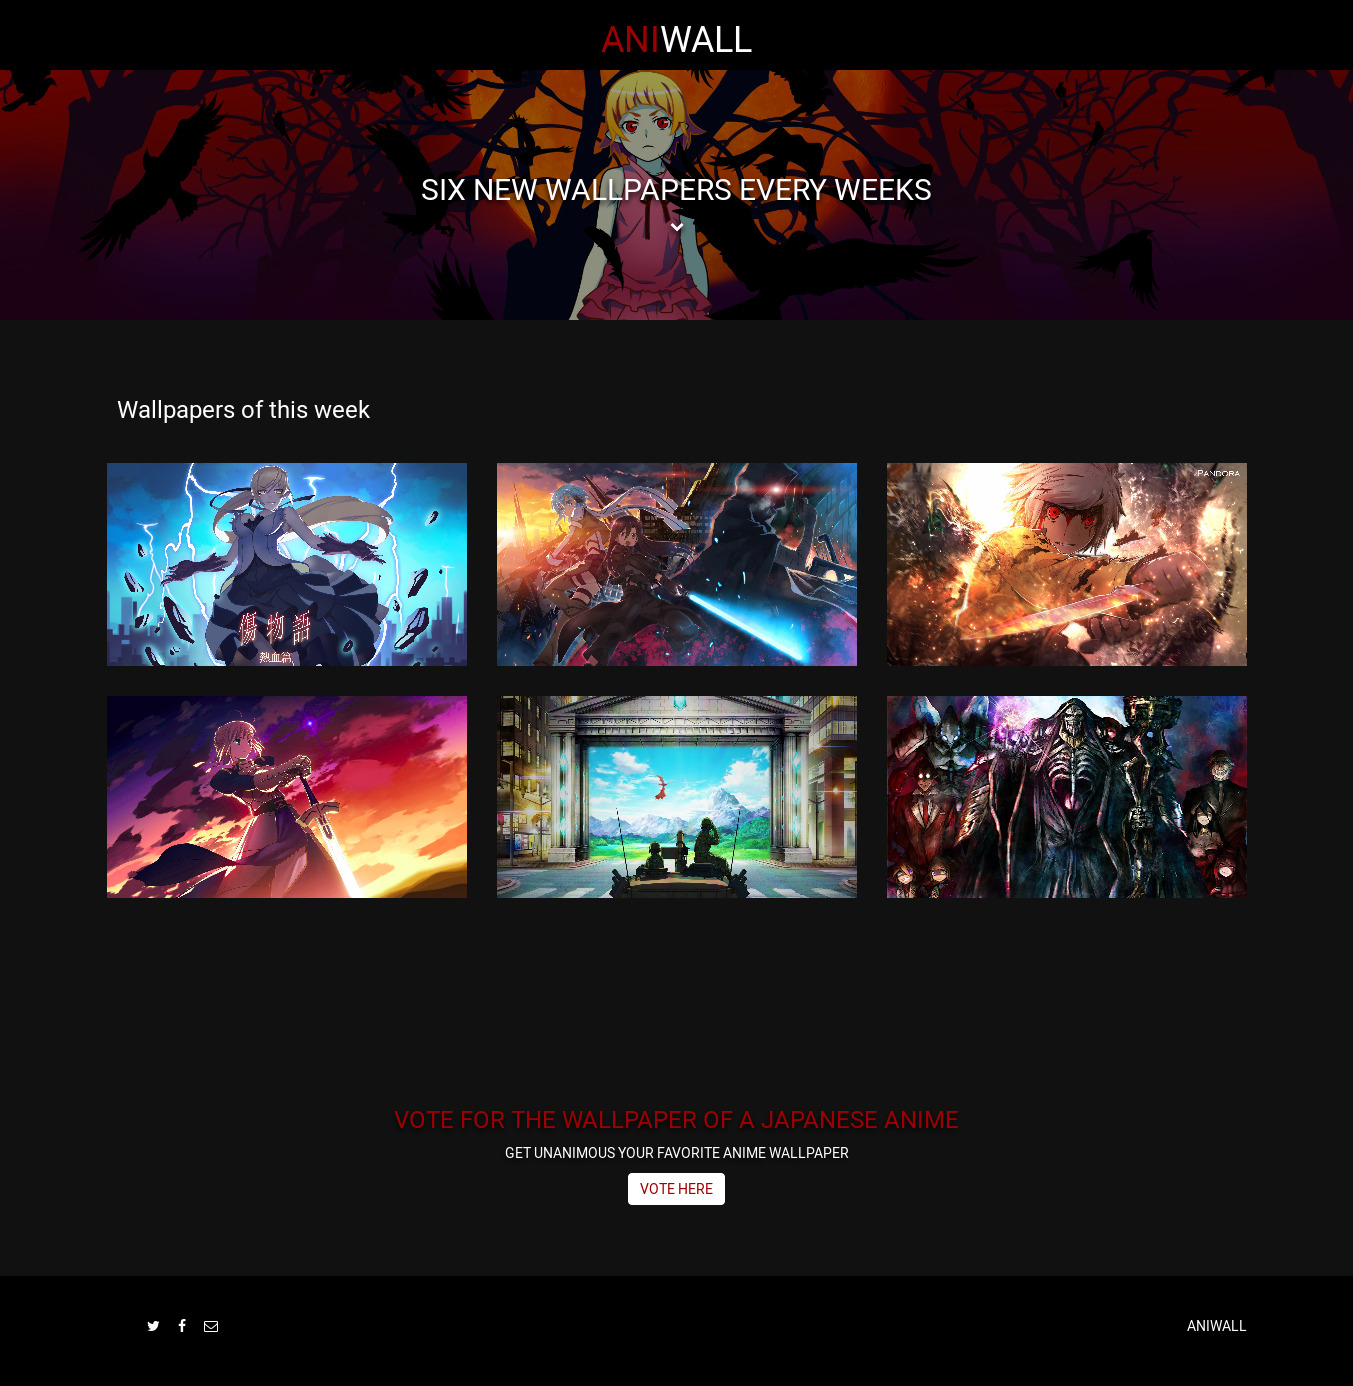 ANIWALL
SIX NEW WALLPAPERS EVERY WEEKS
Wallpapers of this week
傷物語
熱血篇
PANDORA
VOTE FOR THE WALLPAPER OF A JAPANESE ANIME
GET UNANIMOUS YOUR FAVORITE ANIME WALLPAPER
VOTE HERE
ANIWALL